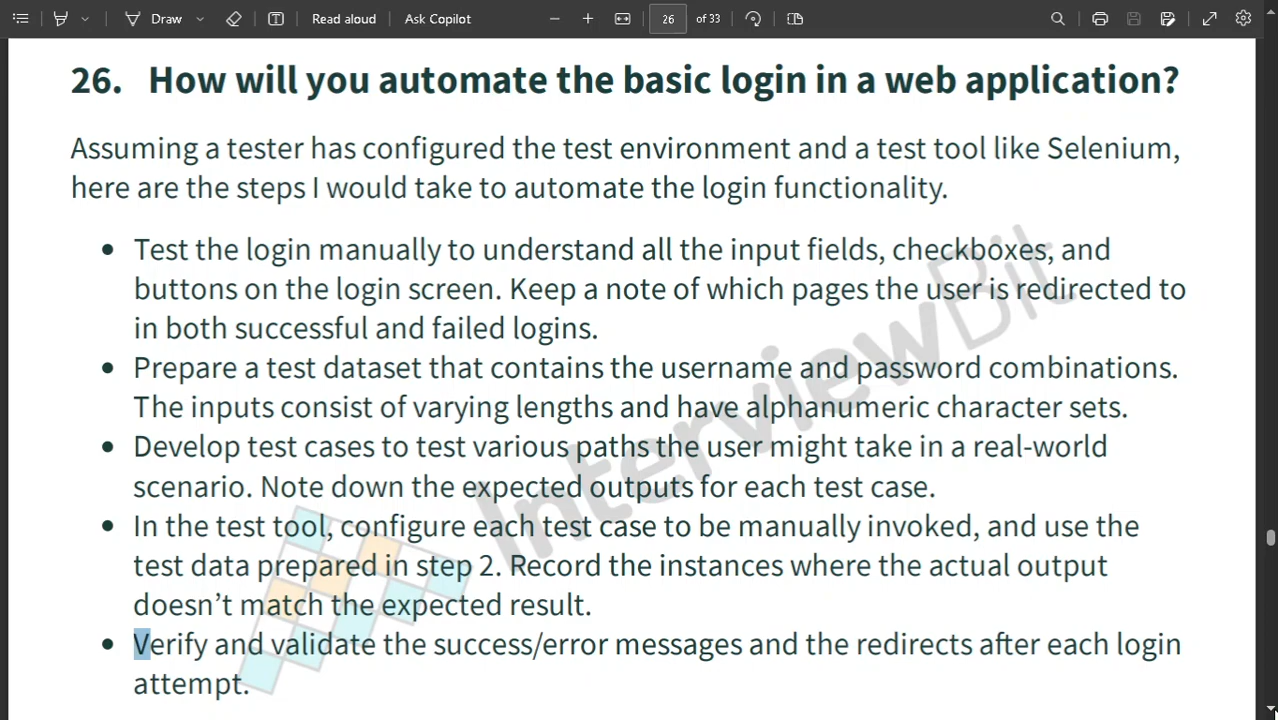 Draw
Read aloud
Ask Copilot
26
of 33
26. How will you automate the basic login in a web application?
Assuming a tester has configured the test environment and a test tool like Selenium,
here are the steps I would take to automate the login functionality.
• Test the login manually to understand all the input fields, checkboxes, and
buttons on the login screen. Keep a note of which pages the user is redirected to
in both successful and failed logins.
• Prepare a test dataset that contains the username and password combinations.
The inputs consist of varying lengths and have alphanumeric character sets.
• Develop test cases to test various paths the user might take in a real-world
scenario. Note down the expected outputs for each test case.
• In the test tool, configure each test case to be manually invoked, and use the
test data prepared in step 2. Record the instances where the actual output
doesn’t match the expected result.
• Verify and validate the success/error messages and the redirects after each login
attempt.
InterviewBit